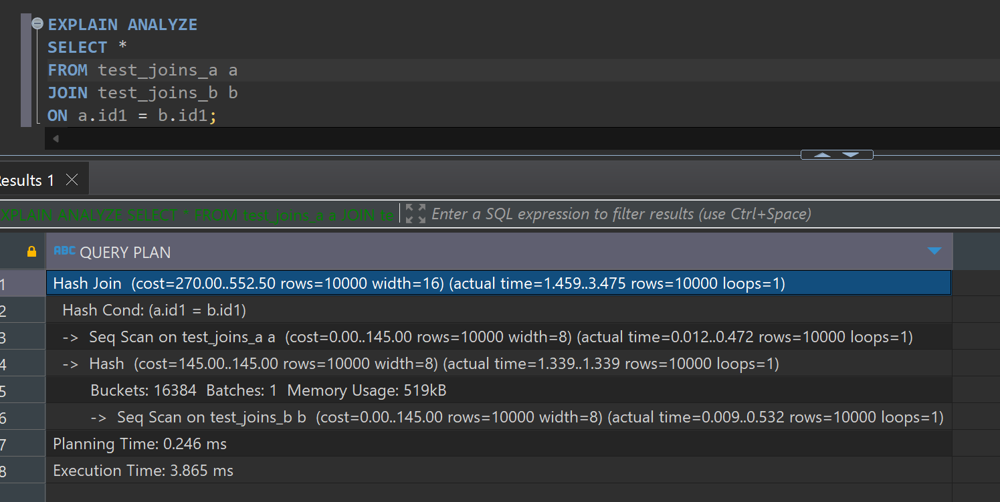 EXPLAIN ANALYZE
SELECT *
FROM test_joins_a a
JOIN test_joins_b b
ON a.id1 = b.id1;
Results 1
XPLAIN ANALYZE SELECT * FROM test_joins_a a JOIN te Enter a SQL expression to filter results (use Ctrl+Space)
ABC QUERY PLAN
1 Hash Join (cost=270.00..552.50 rows=10000 width=16) (actual time=1.459..3.475 rows=10000 loops=1)
2 Hash Cond: (a.id1 = b.id1)
3 -> Seq Scan on test_joins_a a (cost=0.00..145.00 rows=10000 width=8) (actual time=0.012..0.472 rows=10000 loops=1)
4 -> Hash (cost=145.00..145.00 rows=10000 width=8) (actual time=1.339..1.339 rows=10000 loops=1)
5 Buckets: 16384 Batches: 1 Memory Usage: 519kB
6 -> Seq Scan on test_joins_b b (cost=0.00..145.00 rows=10000 width=8) (actual time=0.009..0.532 rows=10000 loops=1)
7 Planning Time: 0.246 ms
8 Execution Time: 3.865 ms